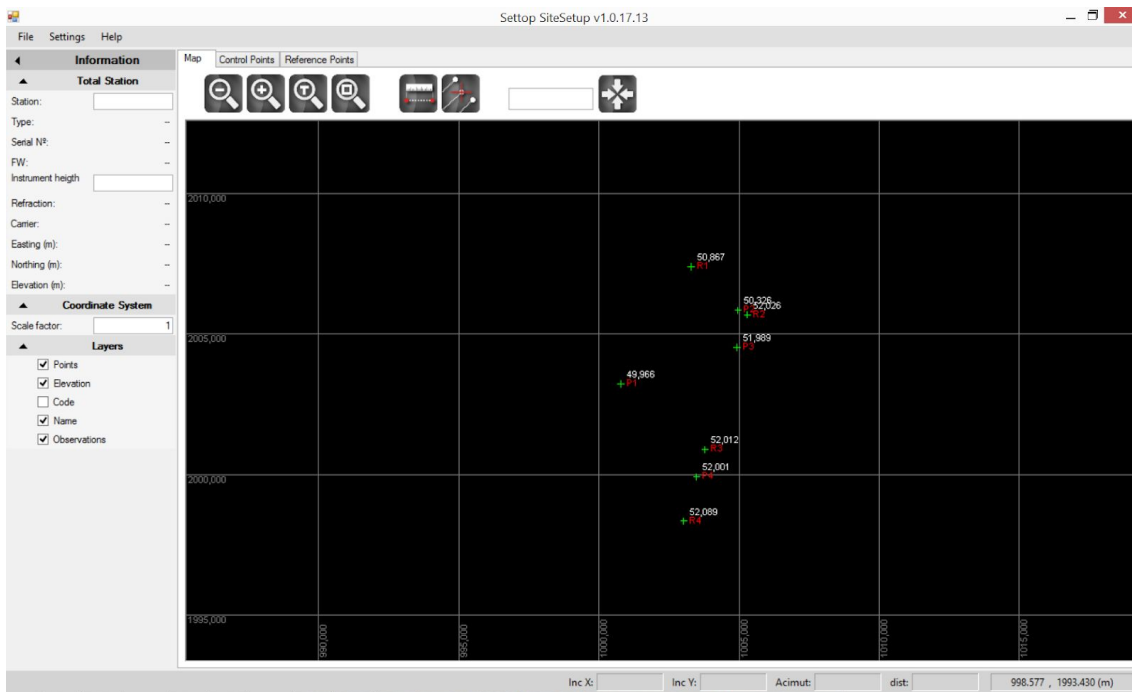 Settop SiteSetup v1.0.17.13
File Settings Help
Information
Total Station
Station:
Type: --
Serial Nº: --
FW: --
Instrument heigth
Refraction: --
Carrier: --
Easting (m): --
Northing (m): --
Elevation (m): --
Coordinate System
Scale factor: 1
Layers
Points
Elevation
Code
Name
Observations
Map Control Points Reference Points
T
2010,000
50,867
R1
50,326
52,026
R2
2005,000
51,989
P3
49,966
P1
52,012
R3
2000,000
52,001
P4
52,089
R4
1995,000
990,000
995,000
1000,000
1005,000
1010,000
1015,000
Inc X: Inc Y: Acimut: dist: 998.577 , 1993.430 (m)